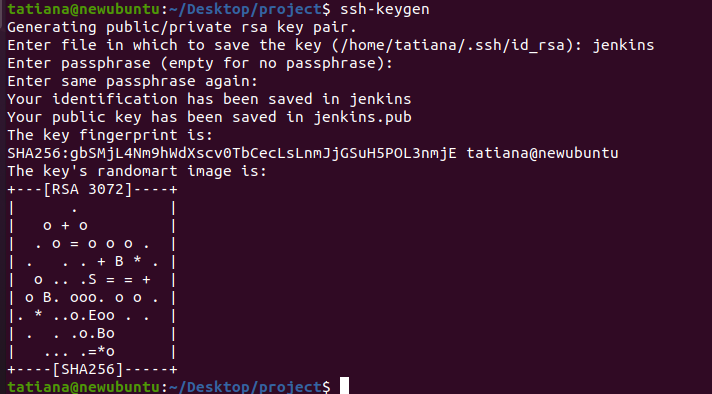 tatiana@newubuntu:~/Desktop/project$ ssh-keygen
Generating public/private rsa key pair.
Enter file in which to save the key (/home/tatiana/.ssh/id_rsa): jenkins
Enter passphrase (empty for no passphrase):
Enter same passphrase again:
Your identification has been saved in jenkins
Your public key has been saved in jenkins.pub
The key fingerprint is:
SHA256:gbSMjL4Nm9hWdXscv0TbCecLsLnmJjGSuH5POL3nmjE tatiana@newubuntu
The key's randomart image is:
+---[RSA 3072]----+
|       .         |
|   o + o         |
|  . o = o o o .  |
| .   . . + B * . |
|  o .. .S = = +  |
| o B. ooo. o o . |
|. * ..o.Eoo . .  |
| .  . .o.Bo      |
|   ... .=*o      |
+----[SHA256]-----+
tatiana@newubuntu:~/Desktop/project$